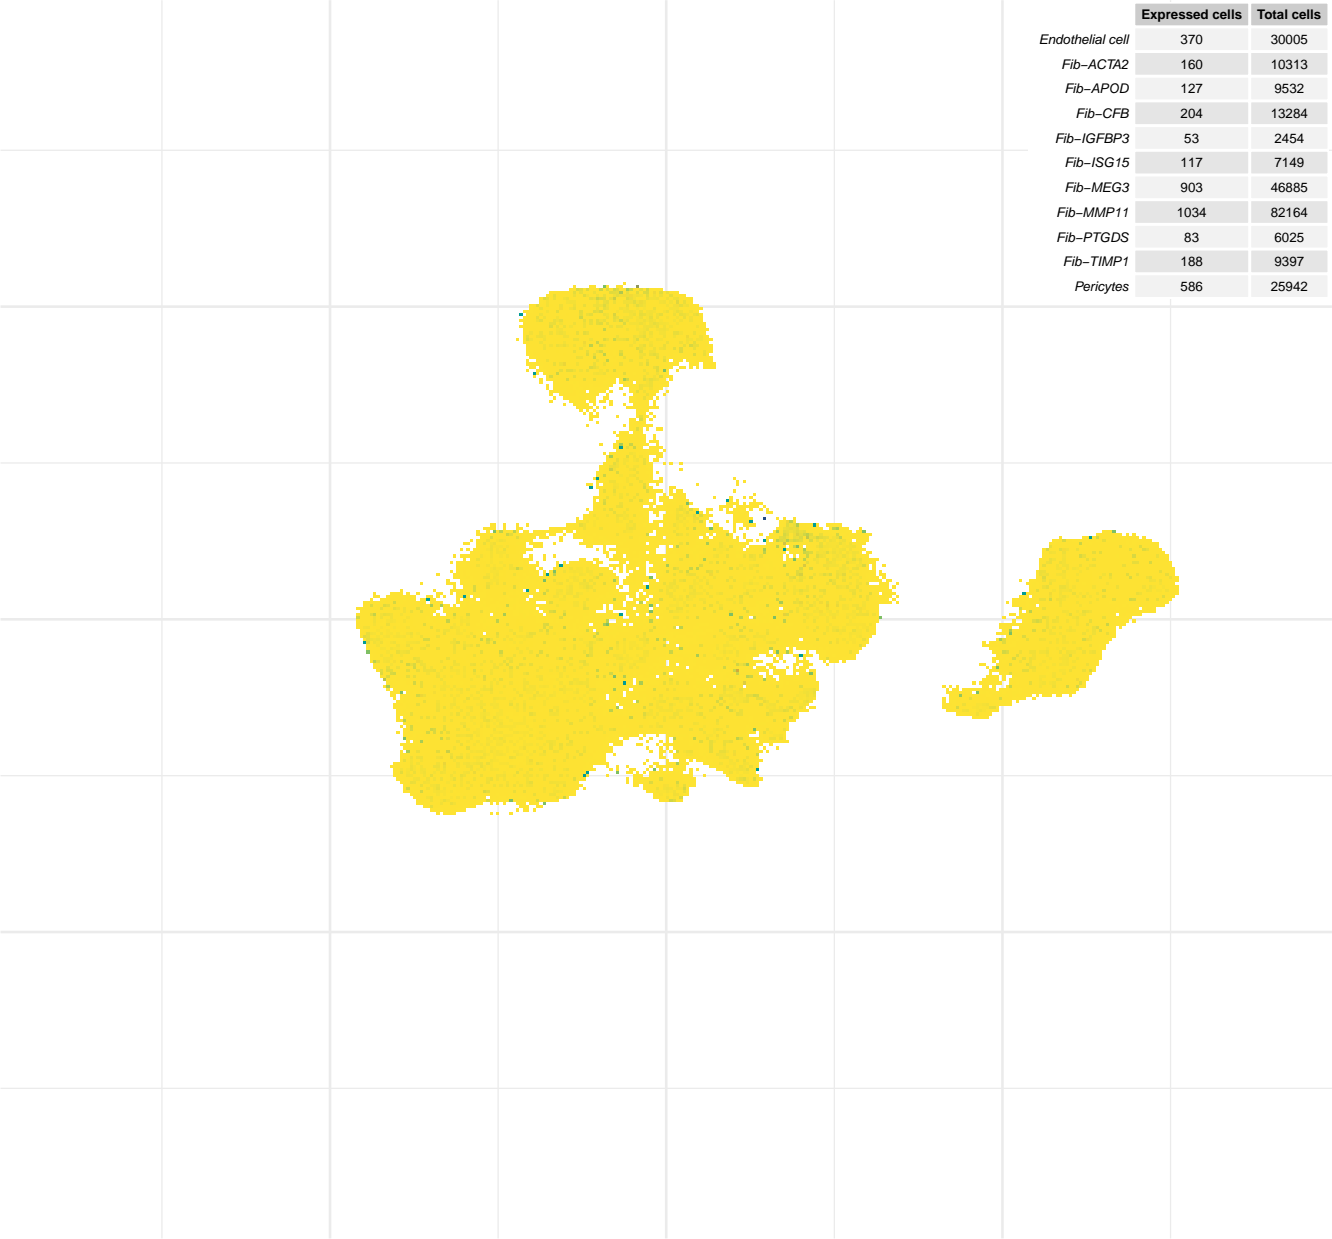 Expressed cells Total cells
Endothelial cell 370 30005
Fib−ACTA2 160 10313
Fib−APOD 127 9532
Fib−CFB 204 13284
Fib−IGFBP3 53 2454
Fib−ISG15 117 7149
Fib−MEG3 903 46885
Fib−MMP11 1034 82164
Fib−PTGDS 83 6025
Fib−TIMP1 188 9397
Pericytes 586 25942